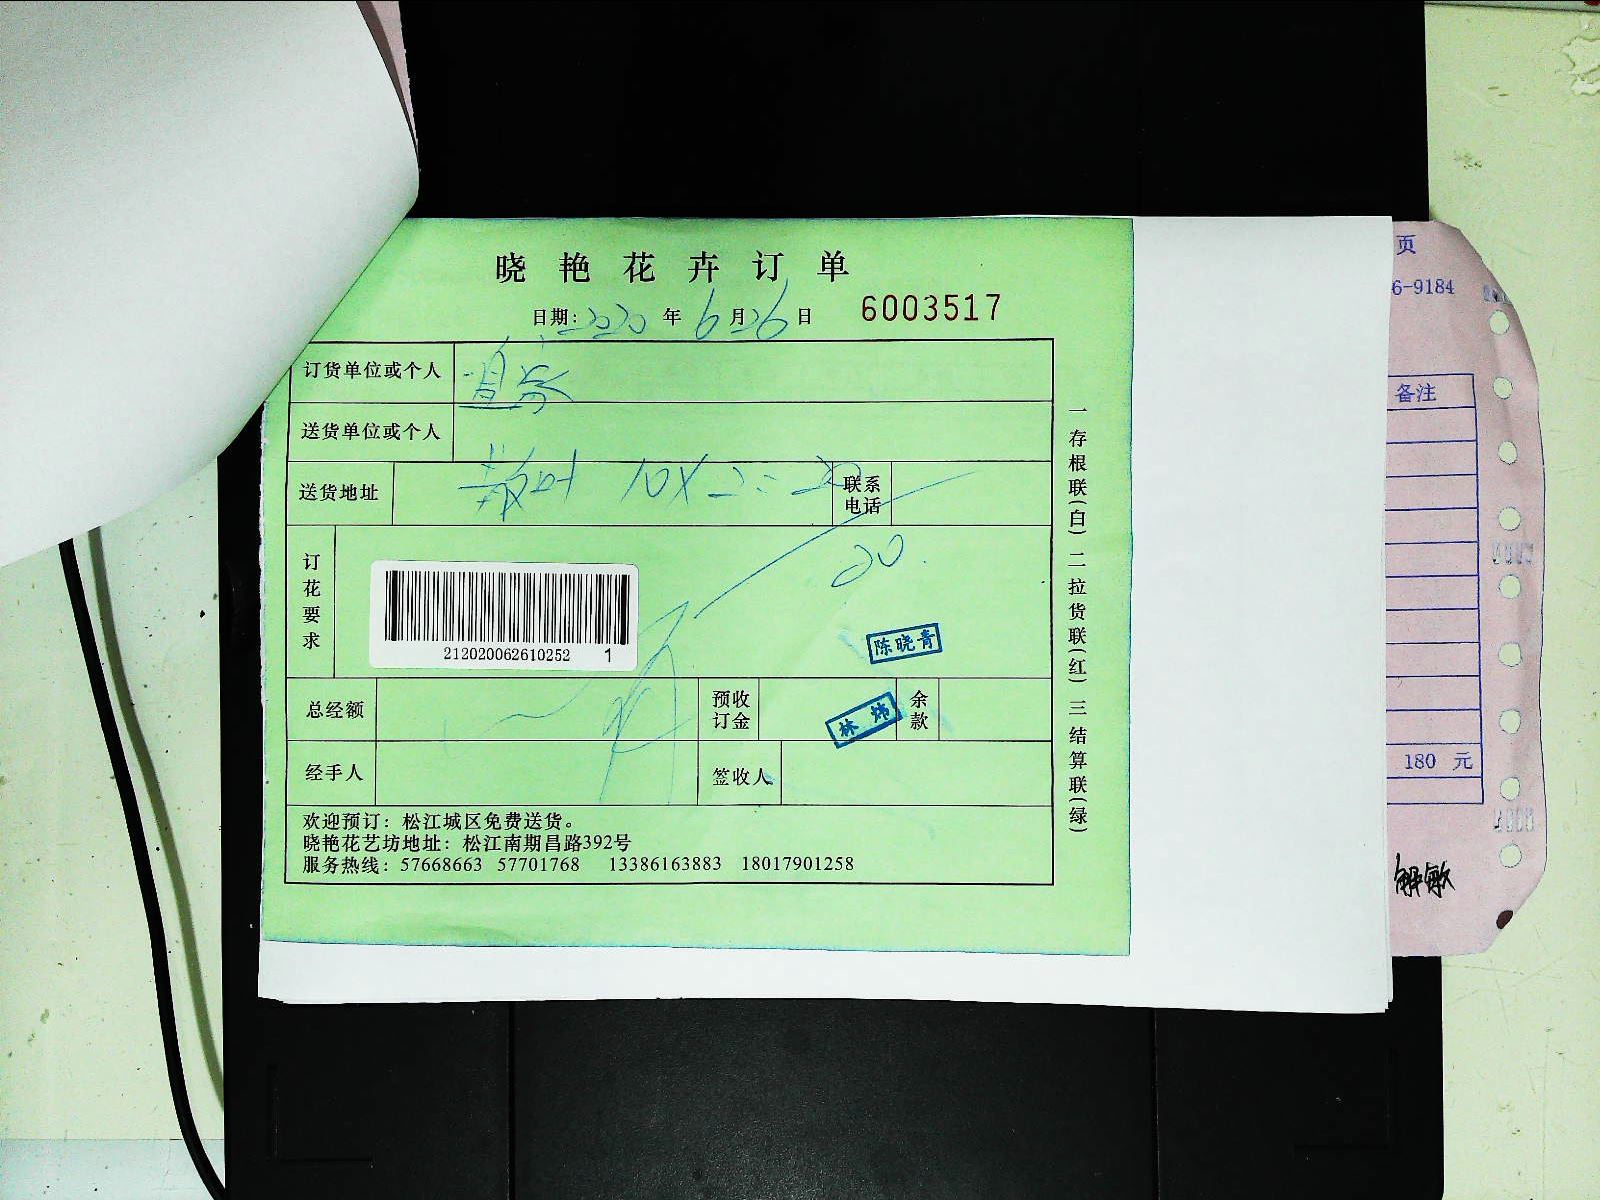 晓艳花卉订单
日期: 2020 年 6 月 26 日 6003517
订货单位或个人
送货单位或个人
送货地址
联系电话
订花要求
20.
212020062610252 1
陈晓青
总经额
预收订金
林炜
余款
经手人
签收人
欢迎预订：松江城区免费送货。
晓艳花艺坊地址：松江南期昌路392号
服务热线：57668663 57701768 13386163883 18017901258
一存根联(白) 二拉货联(红) 三结算联(绿)
页
6-9184
备注
180 元
解敏